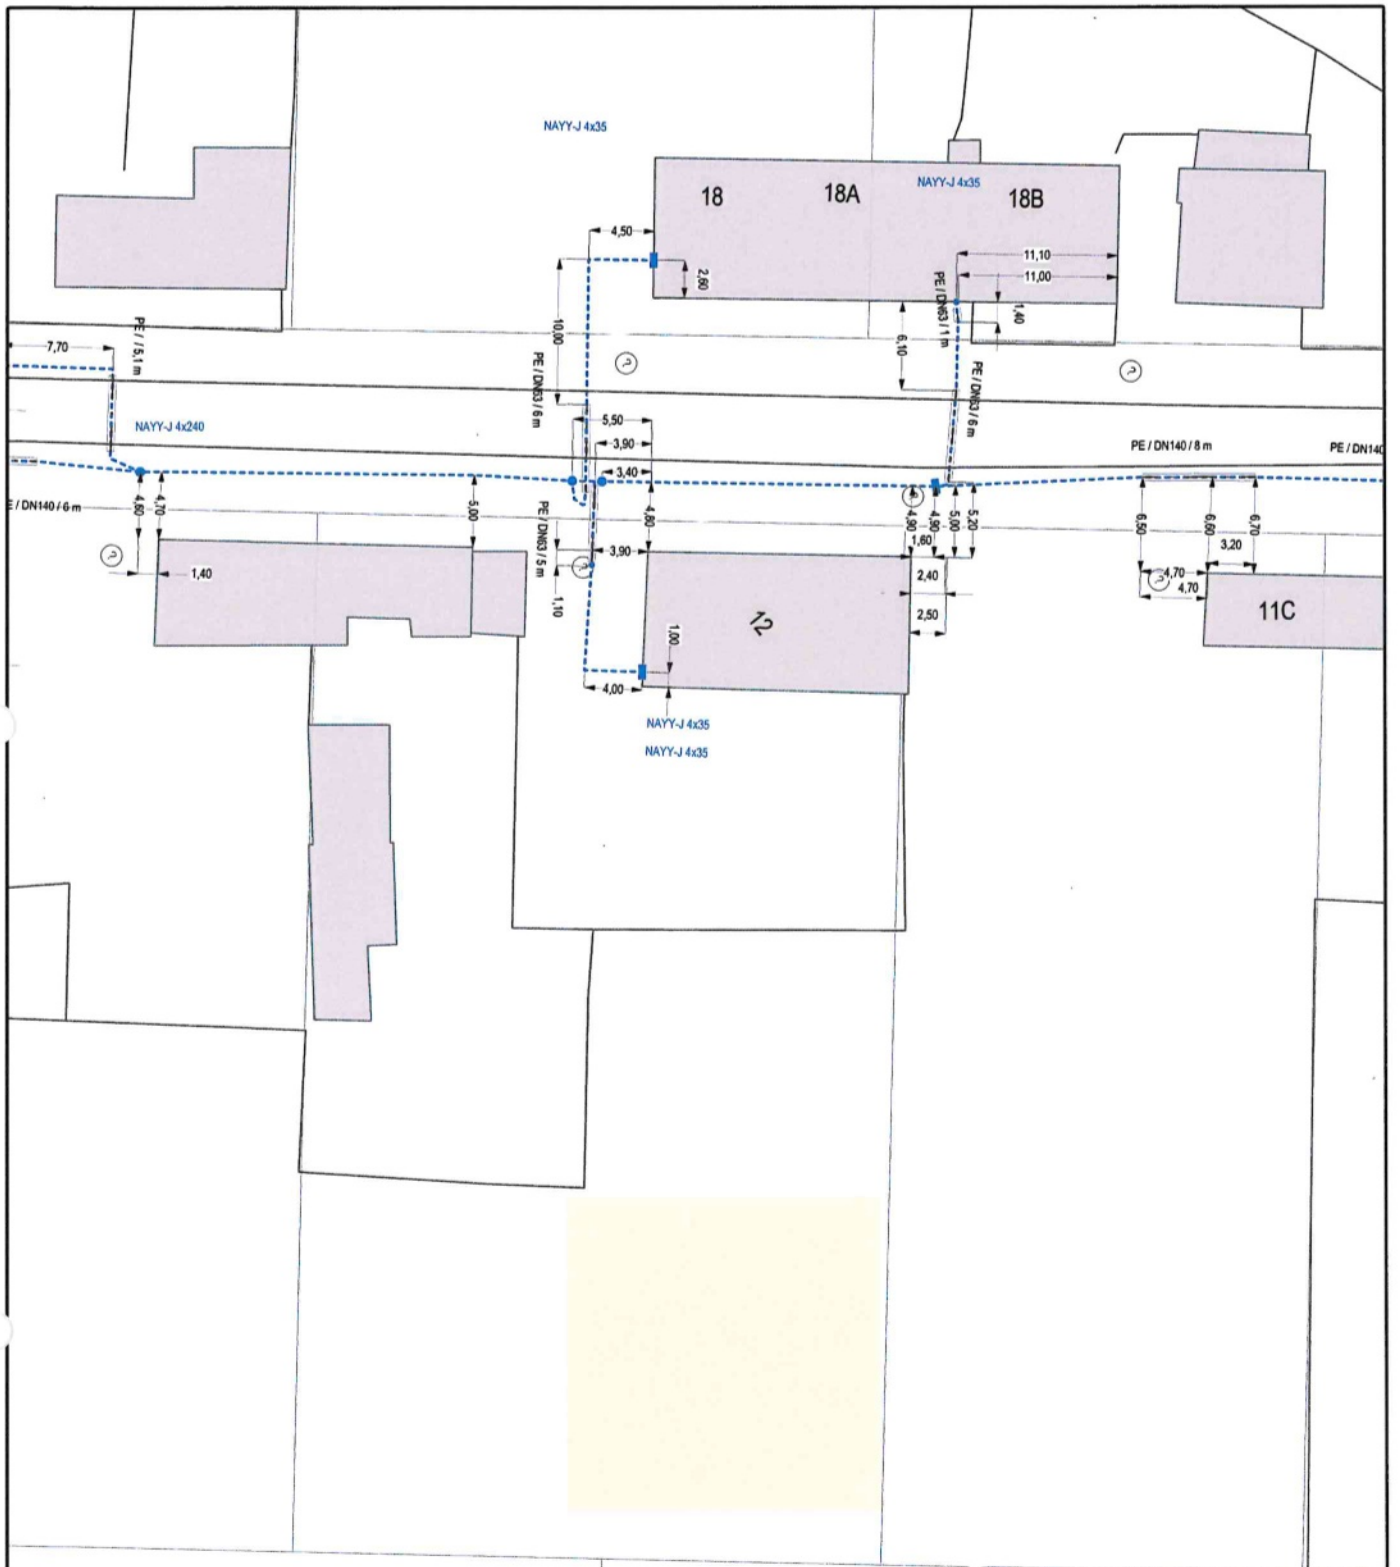 NAYY-J 4x35
18
18A
NAYY-J 4x35
18B
4,50
2,60
11,10
11,00
PE / DN63 / 1 m
1,40
10,00
6,10
7,70
PE / / 5,1 m
PE / DN63 / 6 m
?
?
PE / DN63 / 6 m
5,50
3,90
3,40
NAYY-J 4x240
PE / DN140 / 8 m
PE / DN140
E / DN140 / 6 m
4,60
4,70
5,00
PE / DN63 / 5 m
4,80
?
4,90
4,90
5,00
5,20
1,60
6,50
6,60
6,70
3,20
?
1,40
?
3,90
1,10
2,40
2,50
4,70
?
4,70
11C
12
1,00
4,00
NAYY-J 4x35
NAYY-J 4x35